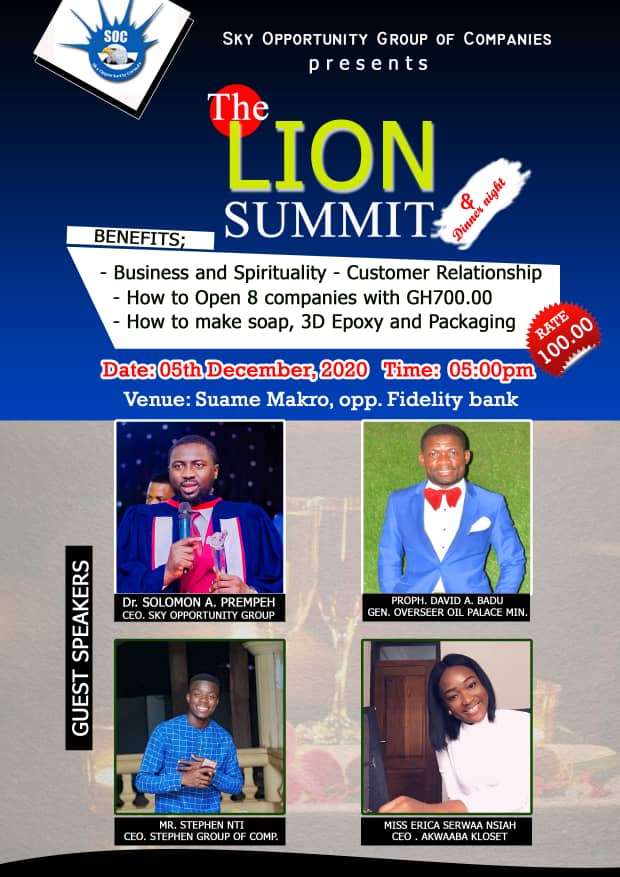 SOC
SKY OPPORTUNITY GROUP OF COMPANIES
presents
The
LION
SUMMIT
&
Dinner night
BENEFITS;
- Business and Spirituality - Customer Relationship
- How to Open 8 companies with GH700.00
- How to make soap, 3D Epoxy and Packaging
RATE
100.00
Date: 05th December, 2020 Time: 05:00pm
Venue: Suame Makro, opp. Fidelity bank
GUEST SPEAKERS
Dr. SOLOMON A. PREMPEH
CEO. SKY OPPORTUNITY GROUP
PROPH. DAVID A. BADU
GEN. OVERSEER OIL PALACE MIN.
MR. STEPHEN NTI
CEO. STEPHEN GROUP OF COMP.
MISS ERICA SERWAA NSIAH
CEO . AKWAABA KLOSET